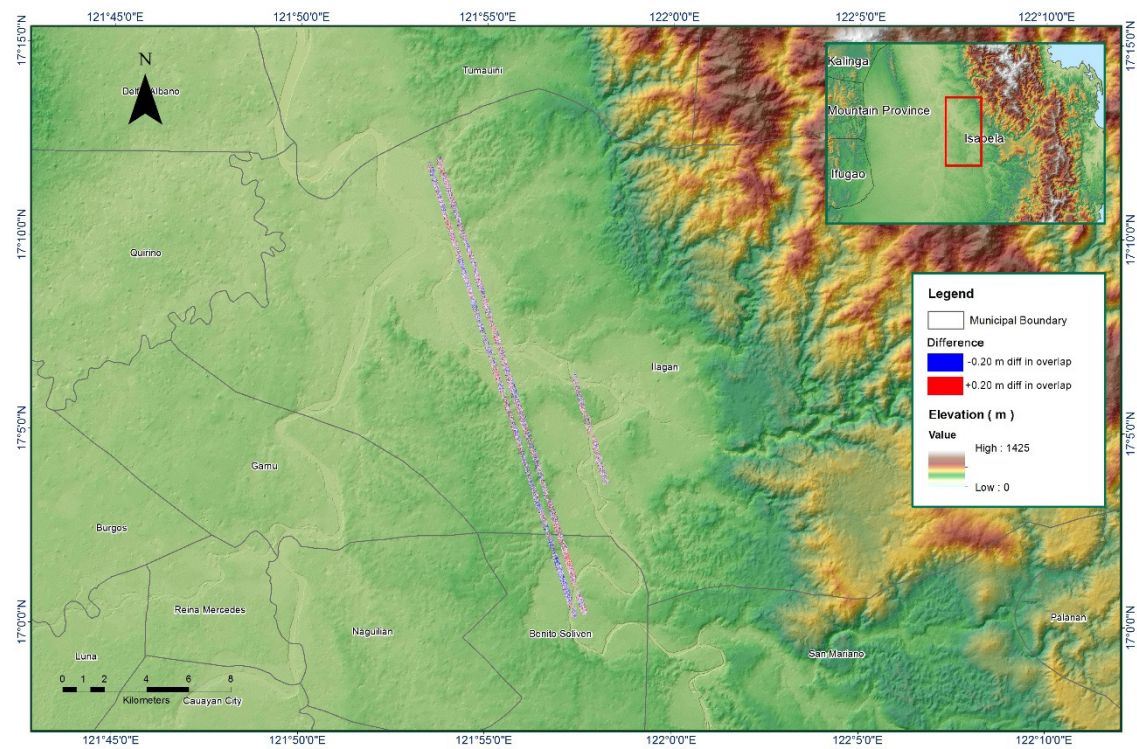 121°45'0"E
121°50'0"E
121°55'0"E
122°0'0"E
122°5'0"E
122°10'0"E
17°15'0"N
17°15'0"N
N
Tumauini
Kalinga
Mountain Province
Isabela
Ifugao
Quirino
17°10'0"N
17°10'0"N
Legend
Municipal Boundary
Difference
-0.20 m diff in overlap
+0.20 m diff in overlap
Elevation ( m )
Value
High : 1425
Low : 0
Ilagan
17°5'0"N
17°5'0"N
Gamu
Burgos
Reina Mercedes
Naguilian
Benito Soliven
San Mariano
Palanan
17°0'0"N
17°0'0"N
Luna
0 1 2 4 6 8
Kilometers
Cauayan City
121°45'0"E
121°50'0"E
121°55'0"E
122°0'0"E
122°5'0"E
122°10'0"E